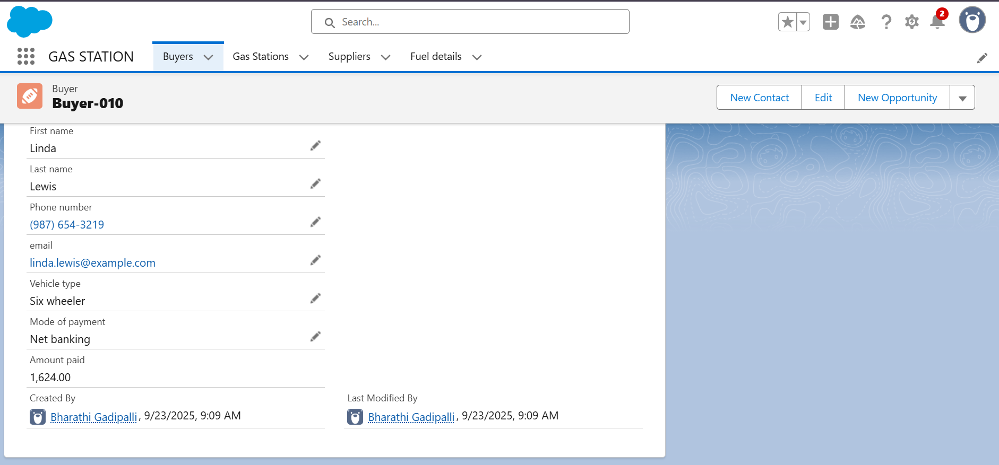 Search...
2
GAS STATION
Buyers
Gas Stations
Suppliers
Fuel details
Buyer
Buyer-010
New Contact
Edit
New Opportunity
First name
Linda
Last name
Lewis
Phone number
(987) 654-3219
email
linda.lewis@example.com
Vehicle type
Six wheeler
Mode of payment
Net banking
Amount paid
1,624.00
Created By
Bharathi Gadipalli, 9/23/2025, 9:09 AM
Last Modified By
Bharathi Gadipalli, 9/23/2025, 9:09 AM